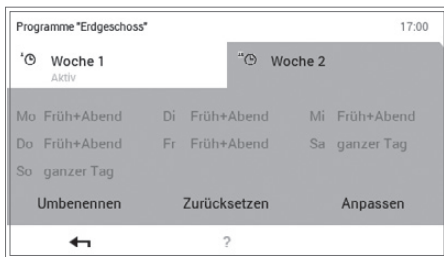 Programme "Erdgeschoss" 17:00
Woche 1 Woche 2
Aktiv
Mo Früh+Abend Di Früh+Abend Mi Früh+Abend
Do Früh+Abend Fr Früh+Abend Sa ganzer Tag
So ganzer Tag
Umbenennen Zurücksetzen Anpassen
?